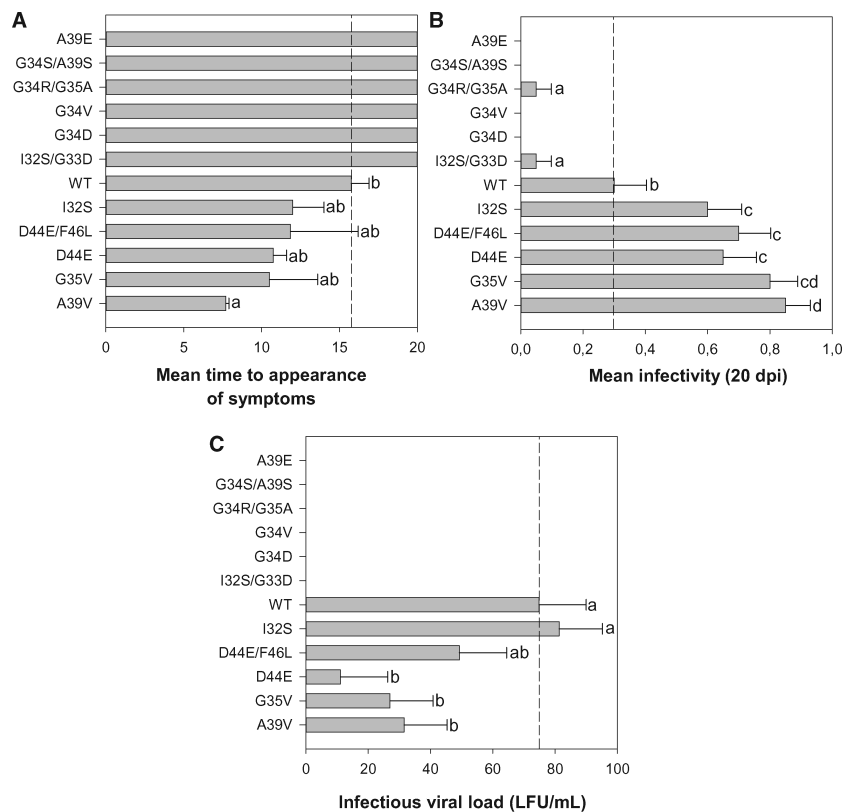 A
A39E
G34S/A39S
G34R/G35A
G34V
G34D
I32S/G33D
WT
b
I32S
ab
D44E/F46L
ab
D44E
ab
G35V
ab
A39V
a
0 5 10 15 20
Mean time to appearance
of symptoms
B
A39E
G34S/A39S
G34R/G35A
a
G34V
G34D
I32S/G33D
a
WT
b
I32S
c
D44E/F46L
c
D44E
c
G35V
cd
A39V
d
0,0 0,2 0,4 0,6 0,8 1,0
Mean infectivity (20 dpi)
C
A39E
G34S/A39S
G34R/G35A
G34V
G34D
I32S/G33D
WT
a
I32S
a
D44E/F46L
ab
D44E
b
G35V
b
A39V
b
0 20 40 60 80 100
Infectious viral load (LFU/mL)